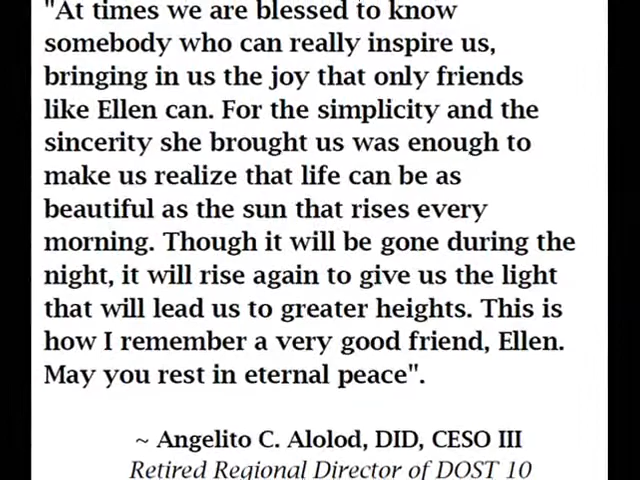 "At times we are blessed to know
somebody who can really inspire us,
bringing in us the joy that only friends
like Ellen can. For the simplicity and the
sincerity she brought us was enough to
make us realize that life can be as
beautiful as the sun that rises every
morning. Though it will be gone during the
night, it will rise again to give us the light
that will lead us to greater heights. This is
how I remember a very good friend, Ellen.
May you rest in eternal peace".
~ Angelito C. Alolod, DID, CESO III
Retired Regional Director of DOST 10